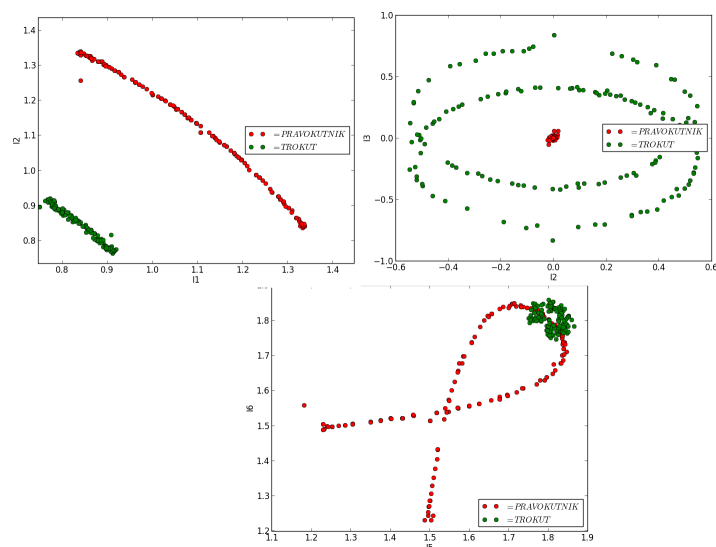 1.4
1.3
1.2
1.1
1.0
0.9
0.8
I2
0.8 0.9 1.0 1.1 1.2 1.3 1.4
I1
=PRAVOKUTNIK
=TROKUT
1.0
0.5
0.0
−0.5
−1.0
I3
−0.6 −0.4 −0.2 0.0 0.2 0.4 0.6
I2
=PRAVOKUTNIK
=TROKUT
1.8
1.7
1.6
1.5
1.4
1.3
1.2
I6
1.1 1.2 1.3 1.4 1.5 1.6 1.7 1.8 1.9
=PRAVOKUTNIK
=TROKUT